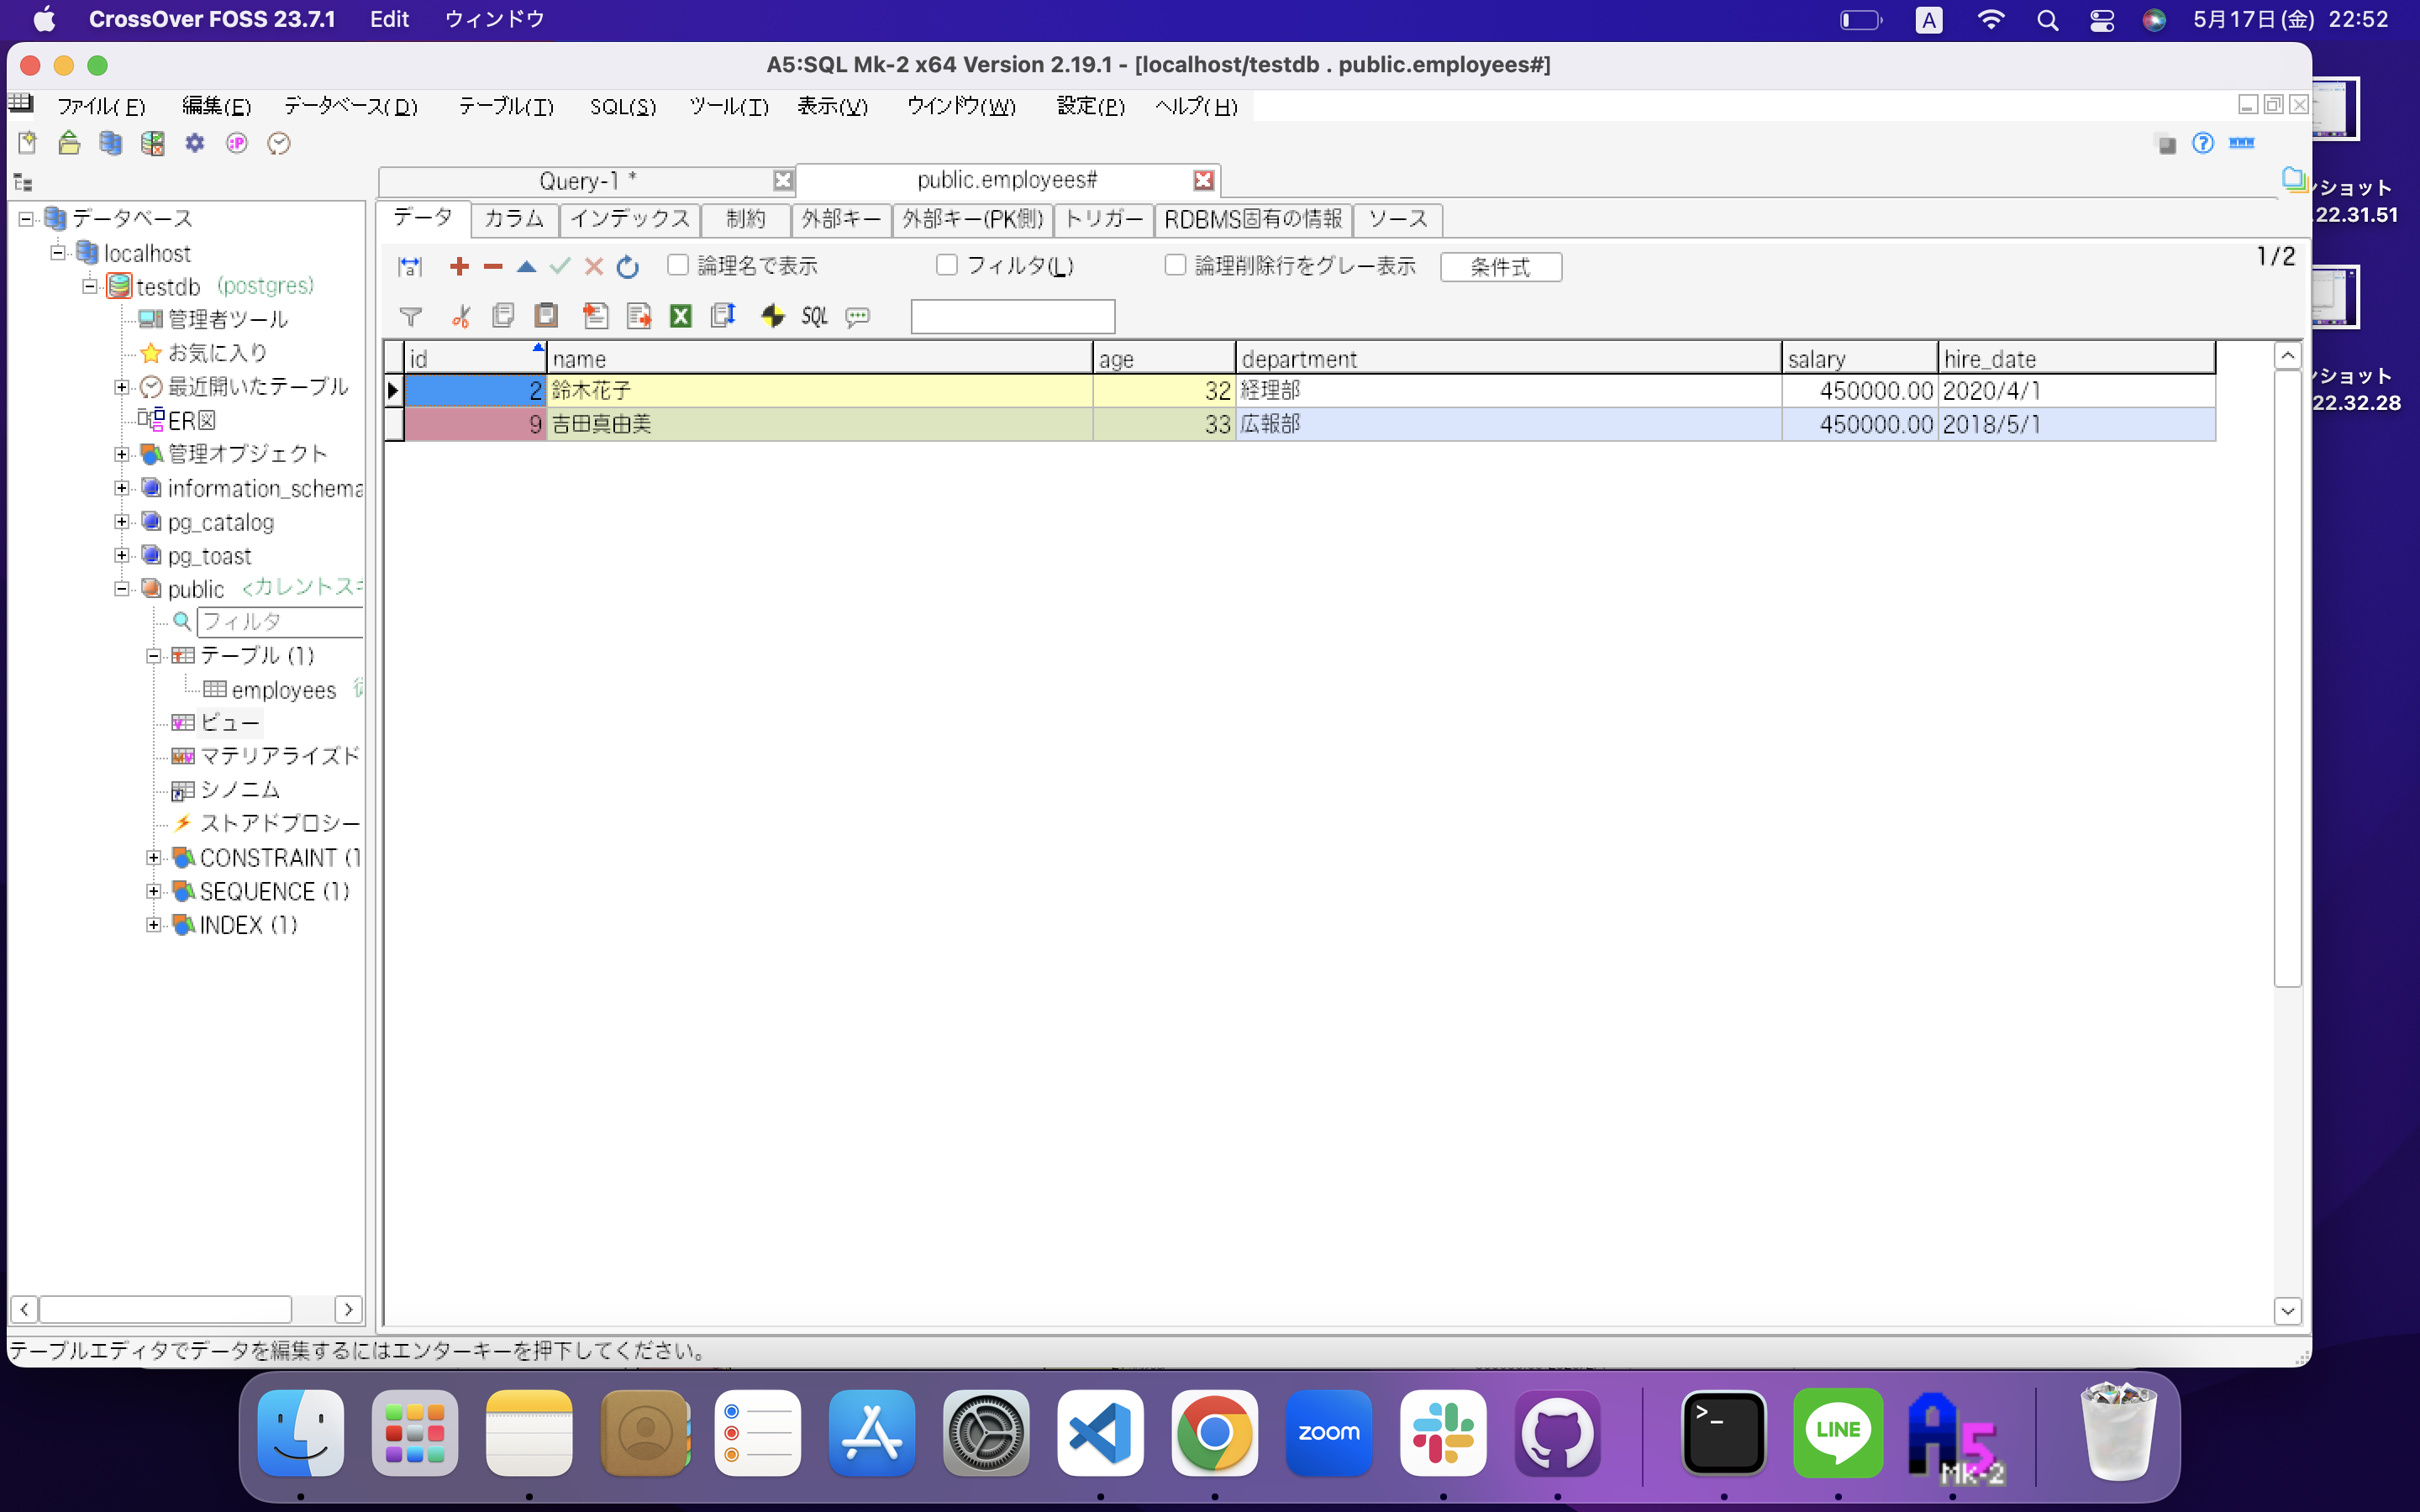 CrossOver FOSS 23.7.1 Edit ウィンドウ A 5月17日(金) 22:52
A5:SQL Mk-2 x64 Version 2.19.1 - [localhost/testdb . public.employees#]
ファイル(F) 編集(E) データベース(D) テーブル(T) SQL(S) ツール(T) 表示(V) ウインドウ(W) 設定(P) ヘルプ(H)
Query-1 * public.employees#
データ カラム インデックス 制約 外部キー 外部キー(PK側) トリガー RDBMS固有の情報 ソース
論理名で表示 フィルタ(L) 論理削除行をグレー表示 条件式 1/2
SQL
id name age department salary hire_date
2 鈴木花子 32 経理部 450000.00 2020/4/1
9 吉田真由美 33 広報部 450000.00 2018/5/1
データベース
localhost
testdb (postgres)
管理者ツール
お気に入り
最近開いたテーブル
ER図
管理オブジェクト
information_schema
pg_catalog
pg_toast
public <カレントスキ
フィルタ
テーブル (1)
employees
ビュー
マテリアライズド
シノニム
ストアドプロシー
CONSTRAINT (1
SEQUENCE (1)
INDEX (1)
テーブルエディタでデータを編集するにはエンターキーを押下してください。
ンショット
22.31.51
ンショット
22.32.28
zoom
LINE
A5
MK-2